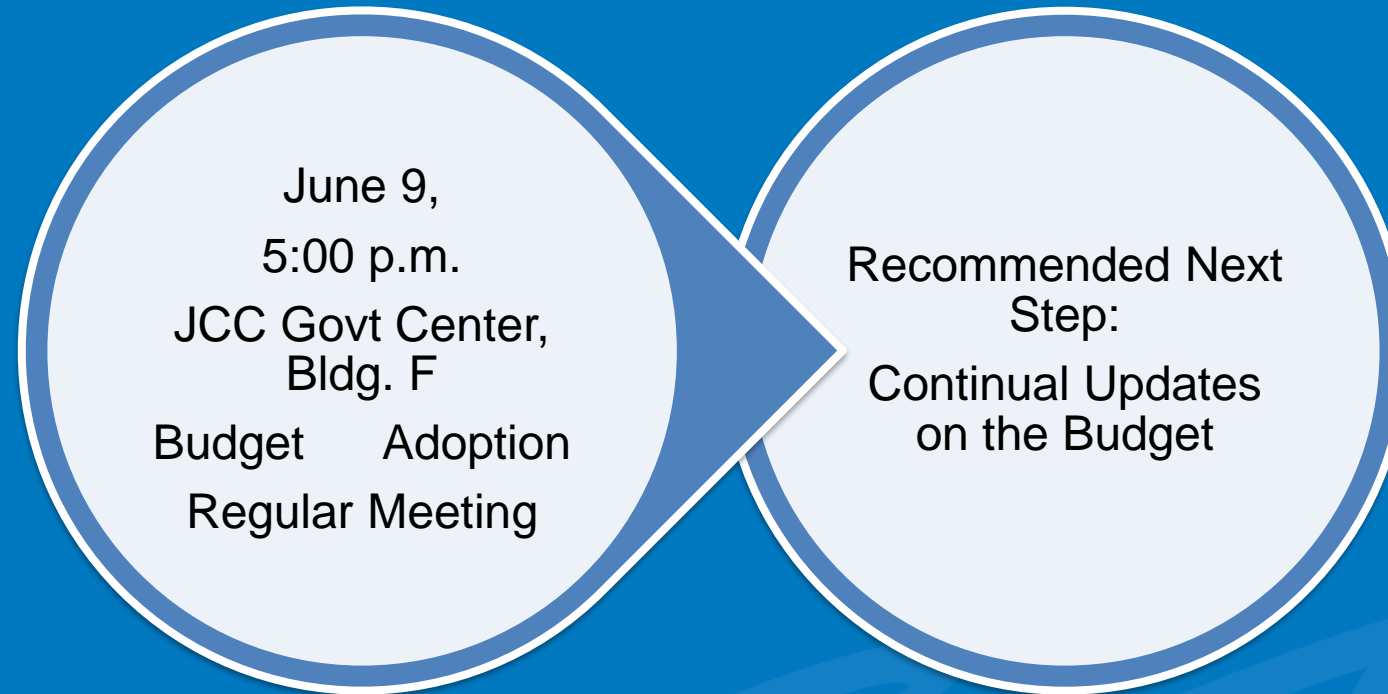 June 9,
5:00 p.m.
JCC Govt Center,
Bldg. F
Budget Adoption
Regular Meeting
Recommended Next
Step:
Continual Updates
on the Budget